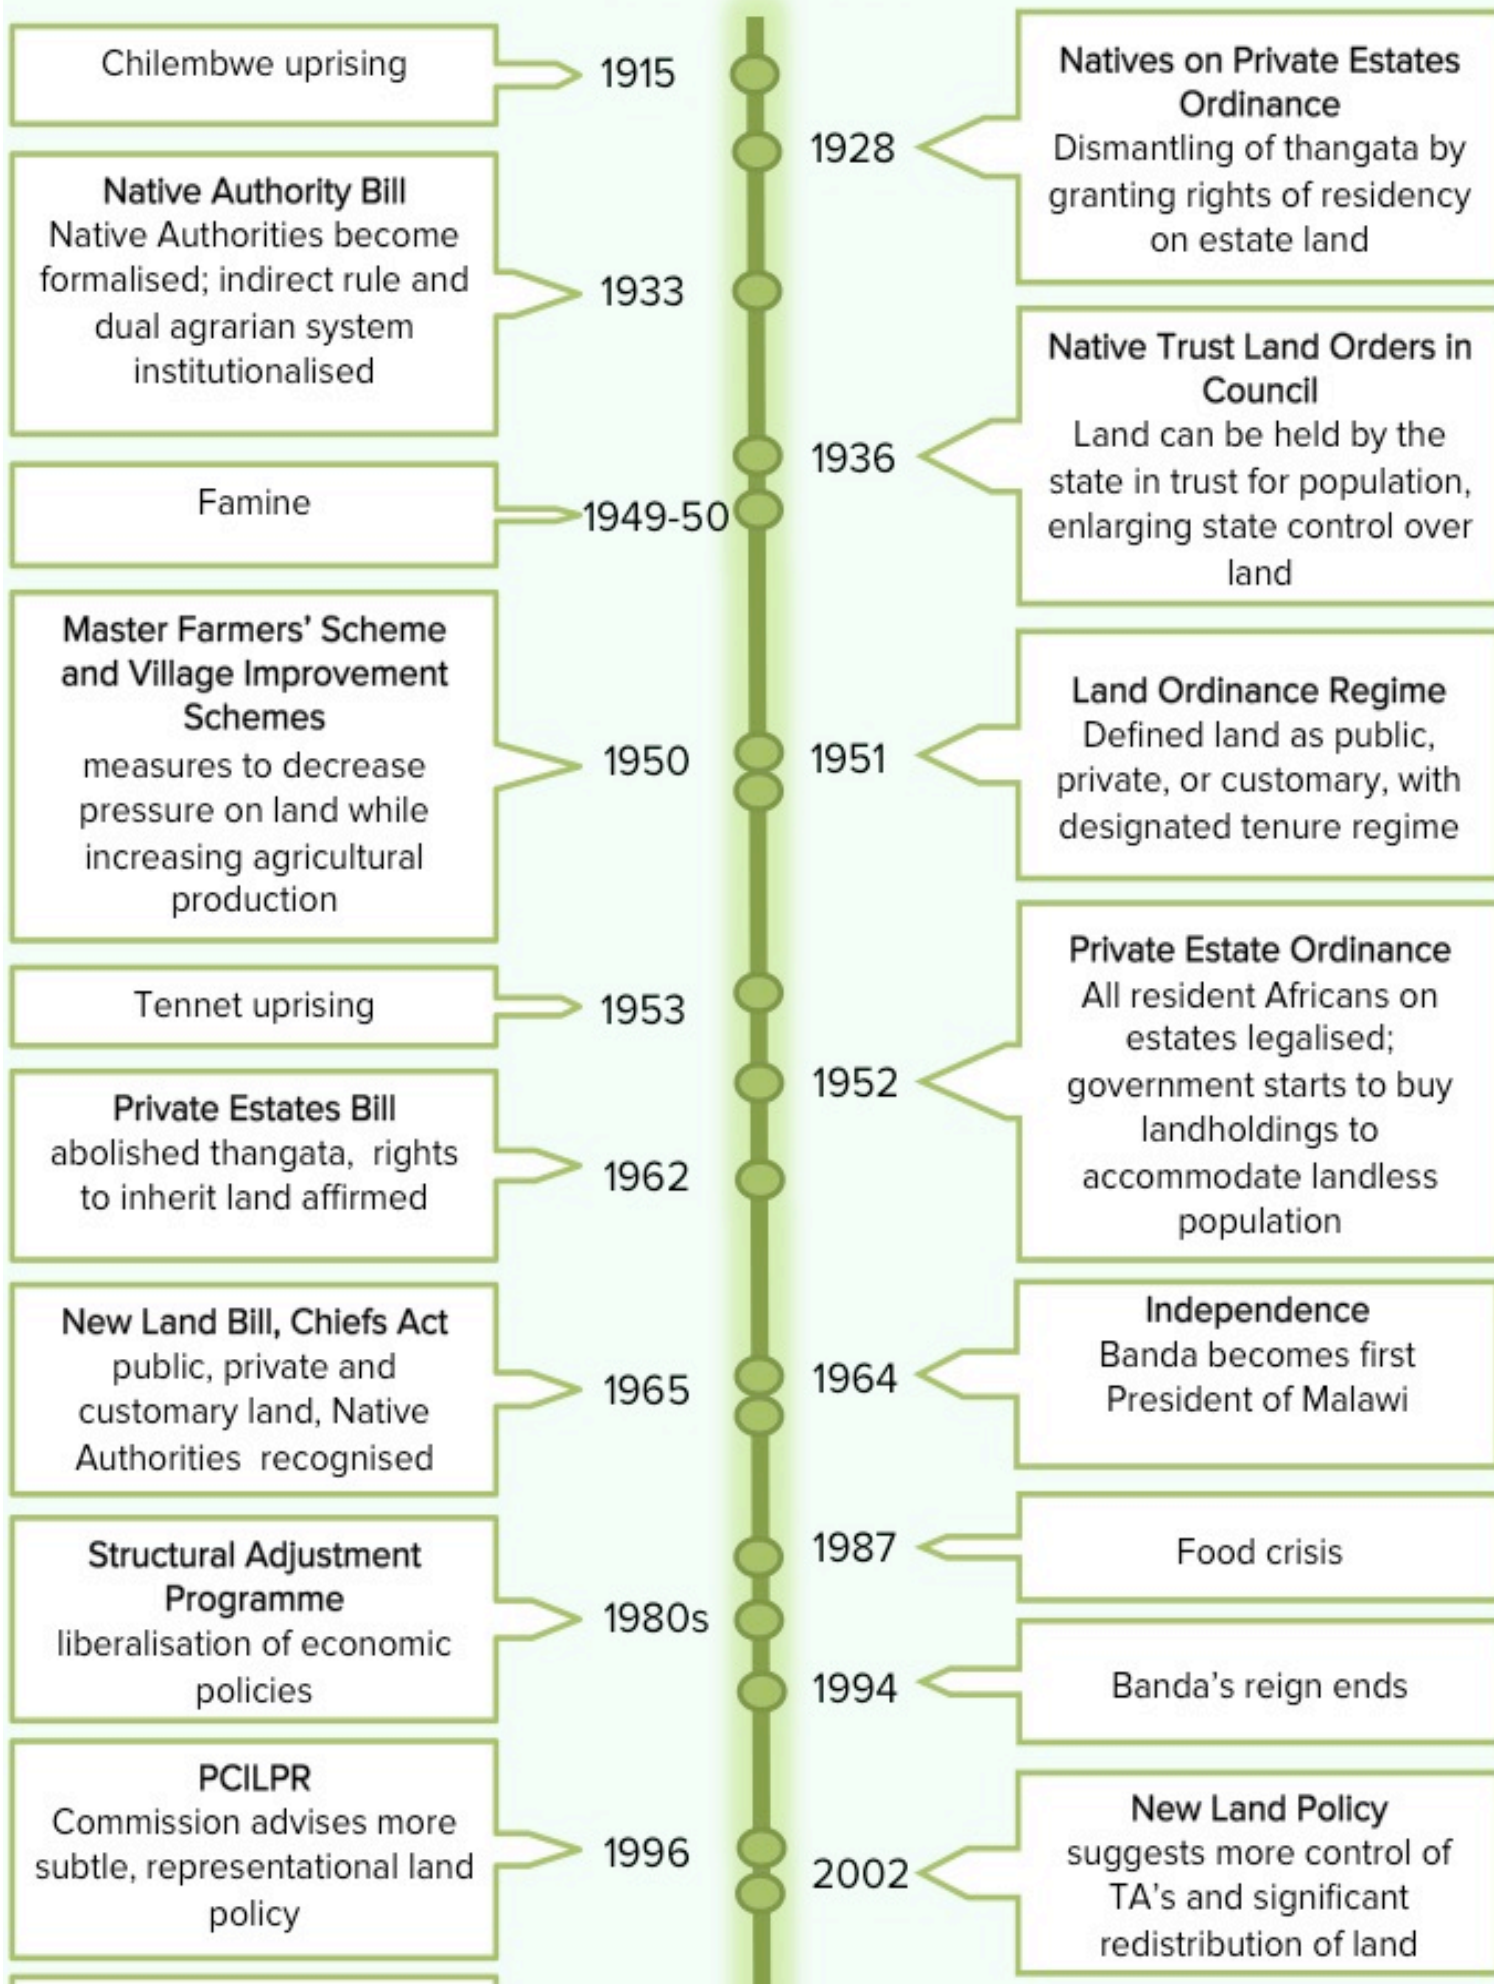 Chilembwe uprising
1915
Natives on Private Estates
Ordinance
Dismantling of thangata by
granting rights of residency
on estate land
1928
Native Authority Bill
Native Authorities become
formalised; indirect rule and
dual agrarian system
institutionalised
1933
Native Trust Land Orders in
Council
Land can be held by the
state in trust for population,
enlarging state control over
land
1936
Famine
1949-50
Master Farmers’ Scheme
and Village Improvement
Schemes
measures to decrease
pressure on land while
increasing agricultural
production
1950
Land Ordinance Regime
Defined land as public,
private, or customary, with
designated tenure regime
1951
Tennet uprising
1953
Private Estate Ordinance
All resident Africans on
estates legalised;
government starts to buy
landholdings to
accommodate landless
population
1952
Private Estates Bill
abolished thangata, rights
to inherit land affirmed
1962
Independence
Banda becomes first
President of Malawi
1964
New Land Bill, Chiefs Act
public, private and
customary land, Native
Authorities recognised
1965
Food crisis
1987
Structural Adjustment
Programme
liberalisation of economic
policies
1980s
Banda’s reign ends
1994
PCILPR
Commission advises more
subtle, representational land
policy
1996
New Land Policy
suggests more control of
TA’s and significant
redistribution of land
2002